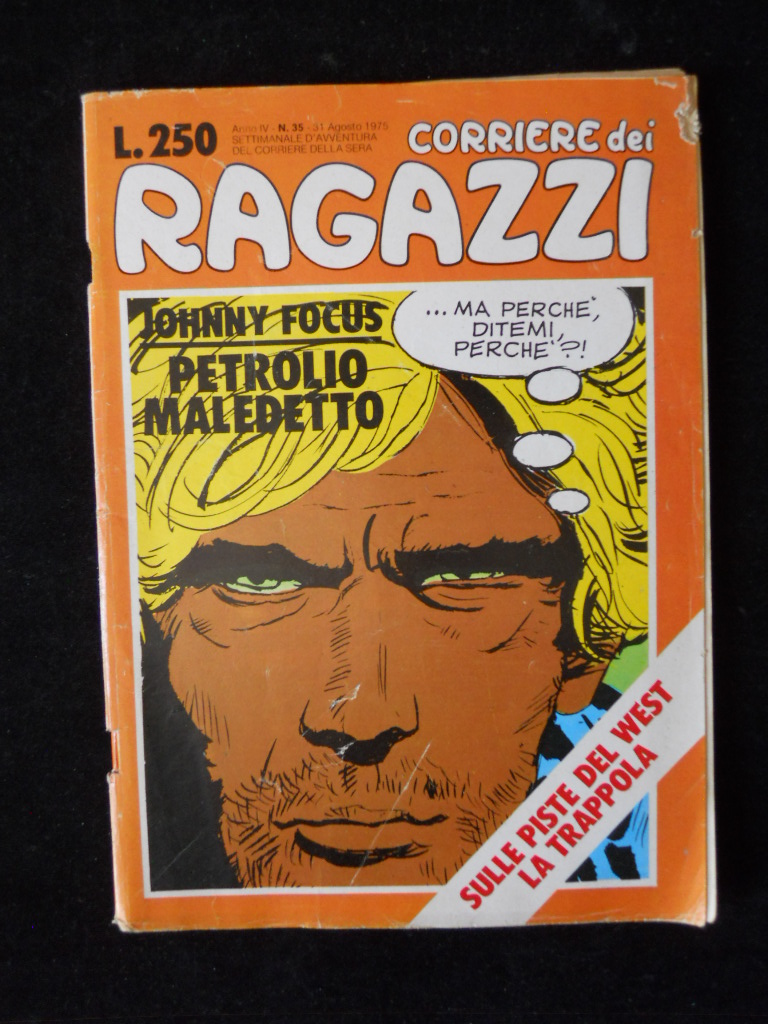 L.250
Anno IV - N. 35 - 31 Agosto 1975
SETTIMANALE D'AVVENTURA
DEL CORRIERE DELLA SERA
CORRIERE dei
RAGAZZI
JOHNNY FOCUS
PETROLIO
MALEDETTO
... MA PERCHE',
DITEMI,
PERCHE'?!
SULLE PISTE DEL WEST
LA TRAPPOLA